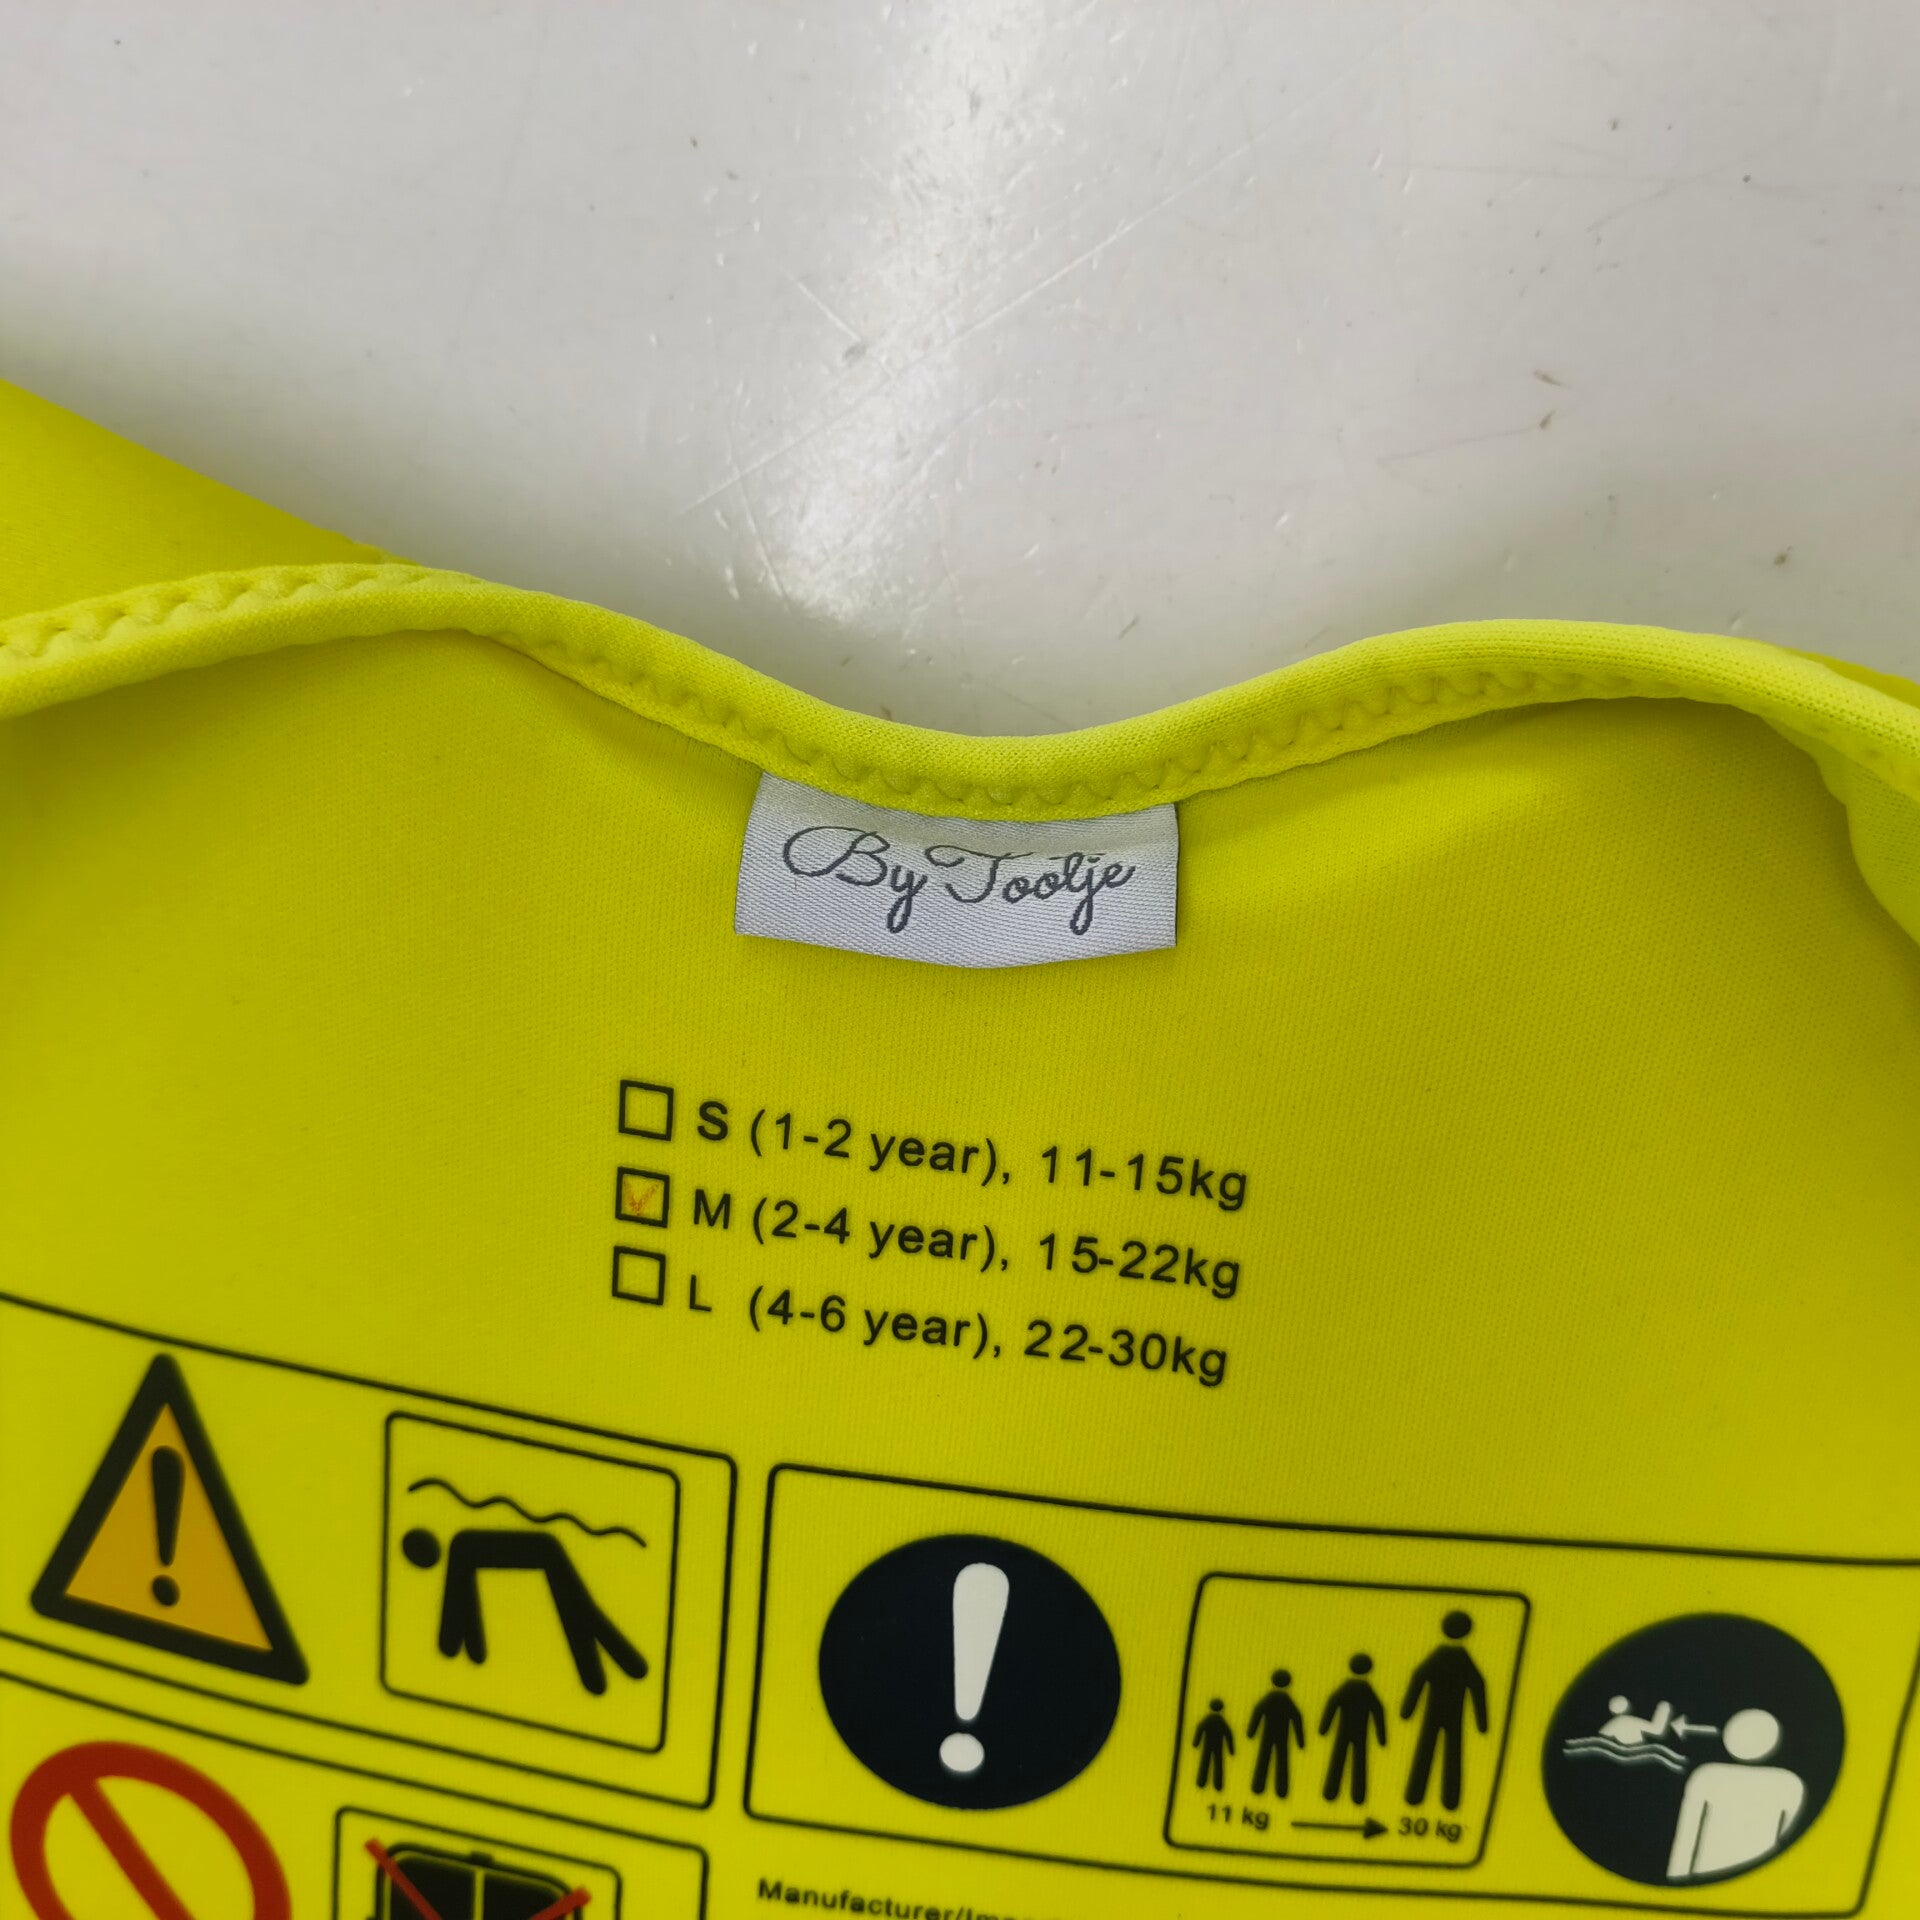 By Tootje
S (1-2 year), 11-15kg
M (2-4 year), 15-22kg
L (4-6 year), 22-30kg
11 kg
30 kg